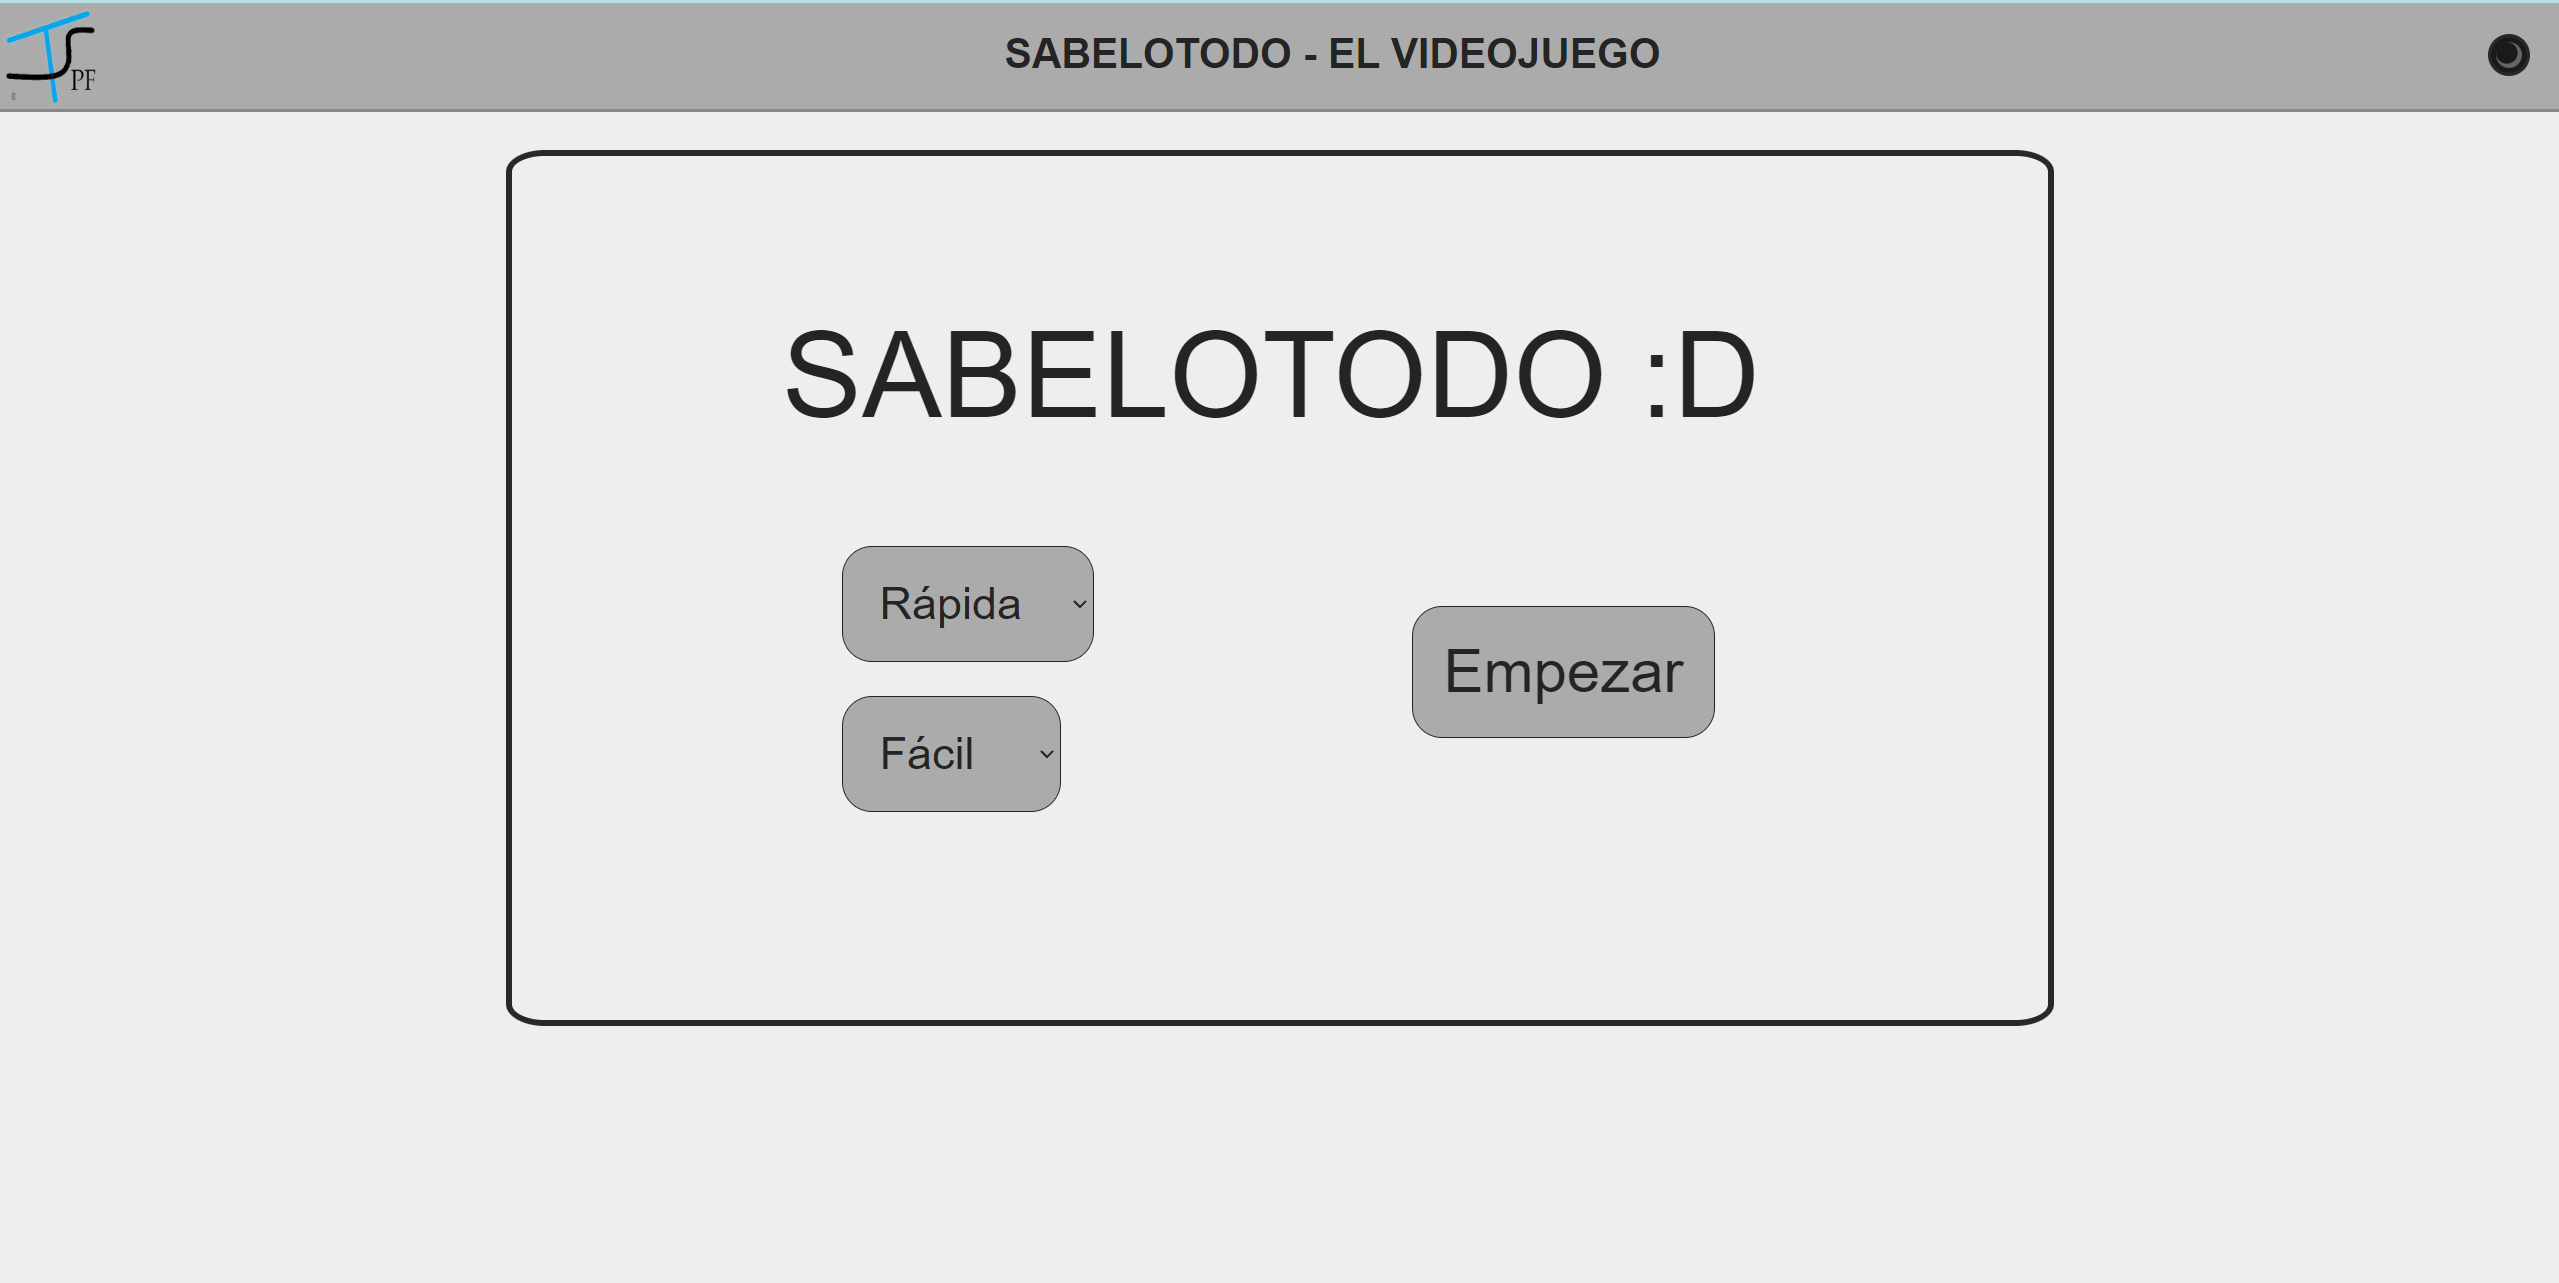 PF
SABELOTODO - EL VIDEOJUEGO
SABELOTODO :D
Rápida
Fácil
Empezar